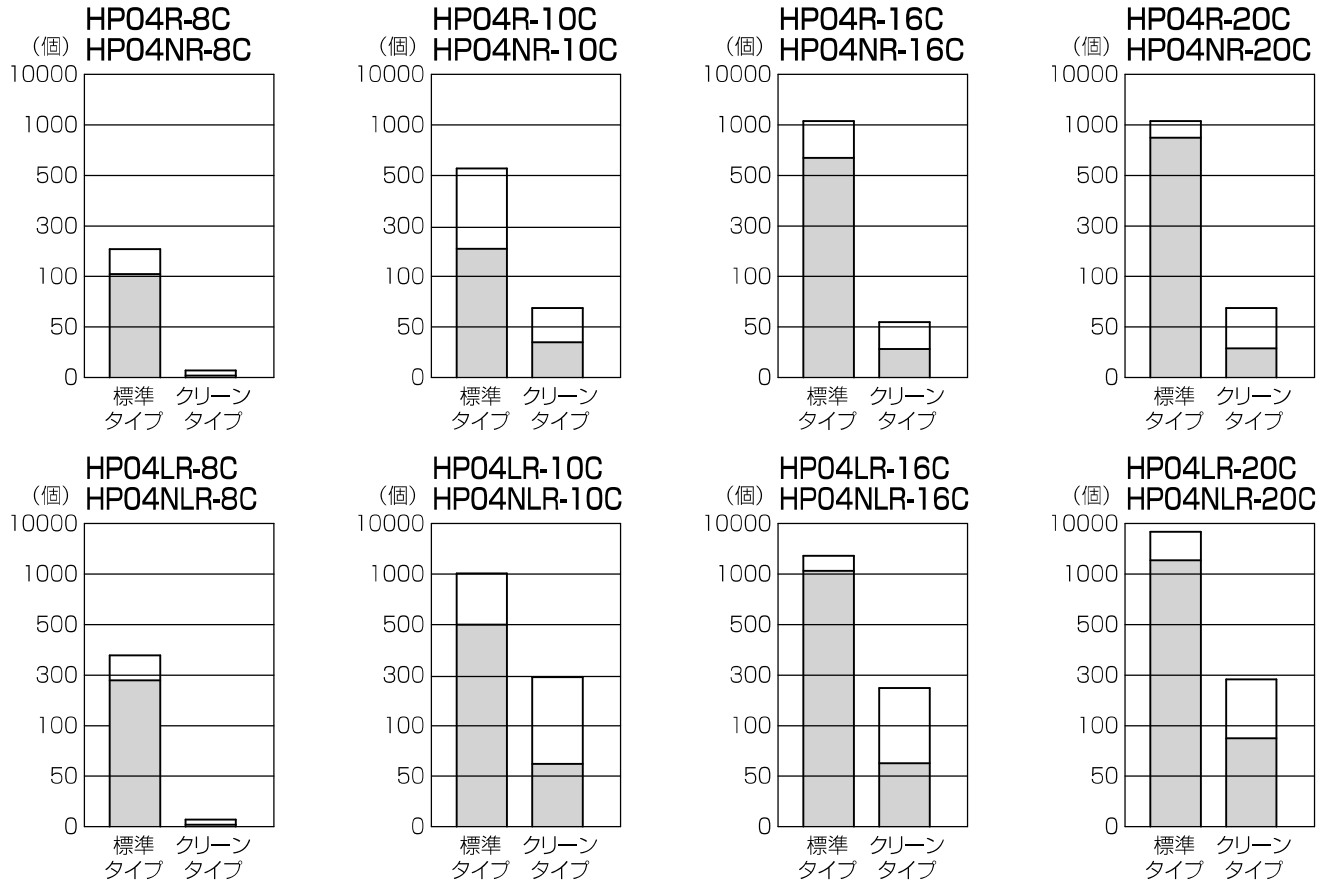 HP04R-8C
(個) HP04NR-8C
10000
1000
500
300
100
50
0
標準 クリーン
タイプ タイプ
HP04R-10C
(個) HP04NR-10C
10000
1000
500
300
100
50
0
標準 クリーン
タイプ タイプ
HP04R-16C
(個) HP04NR-16C
10000
1000
500
300
100
50
0
標準 クリーン
タイプ タイプ
HP04R-20C
(個) HP04NR-20C
10000
1000
500
300
100
50
0
標準 クリーン
タイプ タイプ
HP04LR-8C
(個) HP04NLR-8C
10000
1000
500
300
100
50
0
標準 クリーン
タイプ タイプ
HP04LR-10C
(個) HP04NLR-10C
10000
1000
500
300
100
50
0
標準 クリーン
タイプ タイプ
HP04LR-16C
(個) HP04NLR-16C
10000
1000
500
300
100
50
0
標準 クリーン
タイプ タイプ
HP04LR-20C
(個) HP04NLR-20C
10000
1000
500
300
100
50
0
標準 クリーン
タイプ タイプ